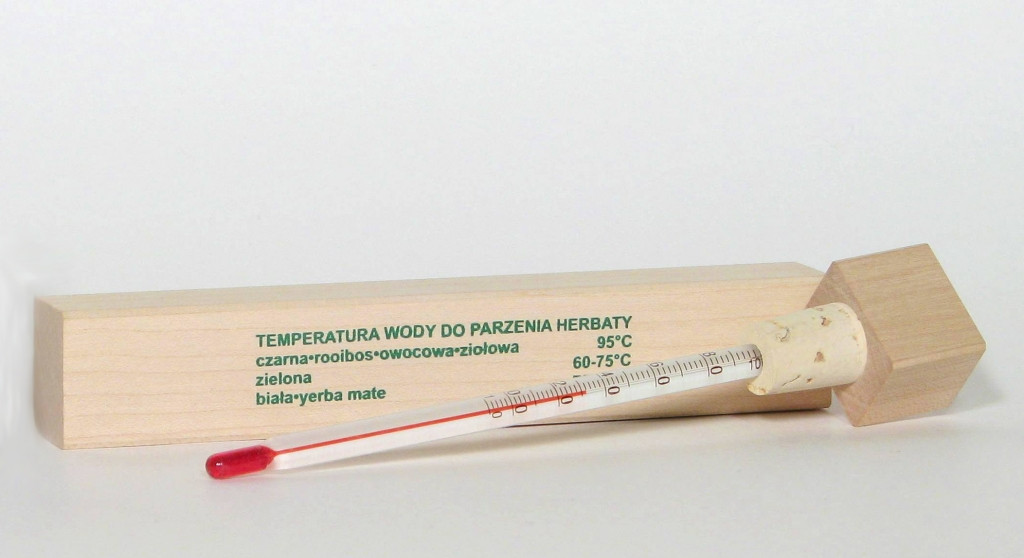 TEMPERATURA WODY DO PARZENIA HERBATY
czarna•rooibos•owocowa•ziołowa 95°C
zielona 60-75°C
biała•yerba mate